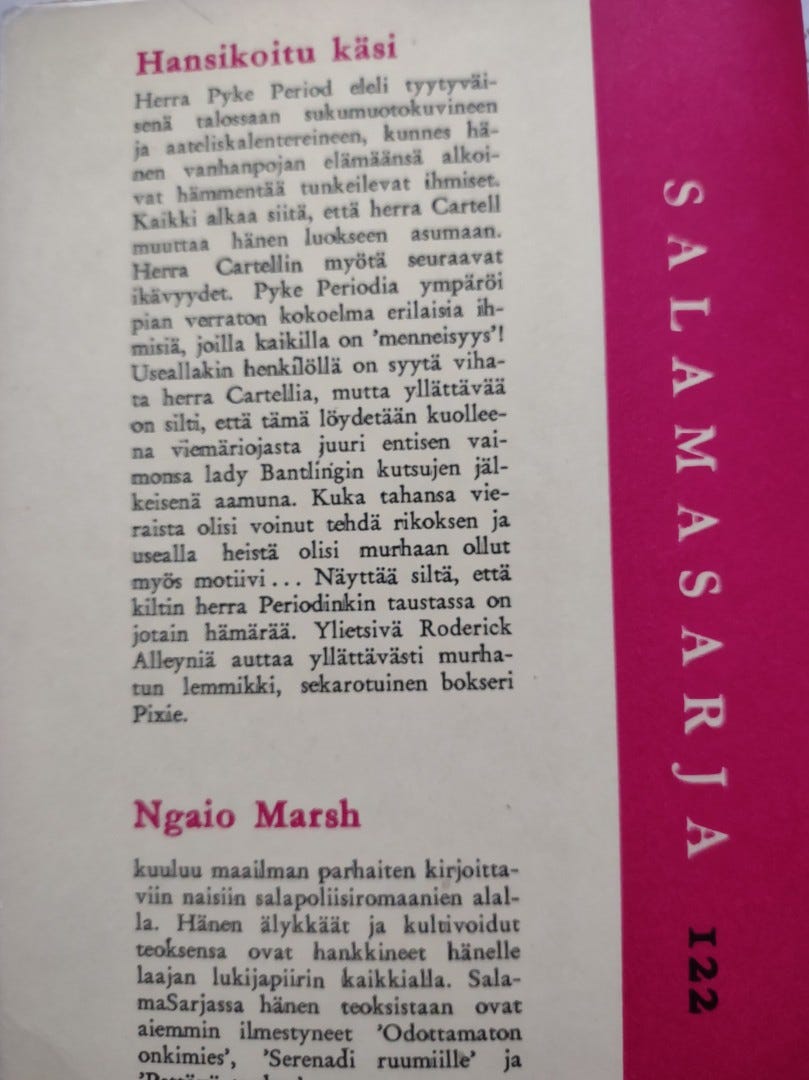 Hansikoitu käsi
Herra Pyke Period eleli tyytyväi-
senä talossaan sukumuotokuvineen
ja aateliskalentereineen, kunnes hä-
nen vanhanpojan elämäänsä alkoi-
vat hämmentää tunkeilevat ihmiset.
Kaikki alkaa siitä, että herra Cartell
muuttaa hänen luokseen asumaan.
Herra Cartellin myötä seuraavat
ikävyydet. Pyke Periodia ympäröi
pian verraton kokoelma erilaisia ih-
misiä, joilla kaikilla on 'menneisyys'!
Useallakin henkilöllä on syytä viha-
ta herra Cartellia, mutta yllättävää
on silti, että tämä löydetään kuollee-
na viemäriojasta juuri entisen vai-
monsa lady Bantlingin kutsujen jäl-
keisenä aamuna. Kuka tahansa vie-
raista olisi voinut tehdä rikoksen ja
usealla heistä olisi murhaan ollut
myös motiivi... Näyttää siltä, että
kiltin herra Periodinkin taustassa on
jotain hämärää. Ylietsivä Roderick
Alleyniä auttaa yllättävästi murha-
tun lemmikki, sekarotuinen bokseri
Pixie.
Ngaio Marsh
kuuluu maailman parhaiten kirjoitta-
viin naisiin salapoliisiromaanien alal-
la. Hänen älykkäät ja kultivoidut
teoksensa ovat hankkineet hänelle
laajan lukijapiirin kaikkialla. Sala-
maSarjassa hänen teoksistaan ovat
aiemmin ilmestyneet 'Odottamaton
onkimies', 'Serenadi ruumiille' ja
SALAMASARJA 122